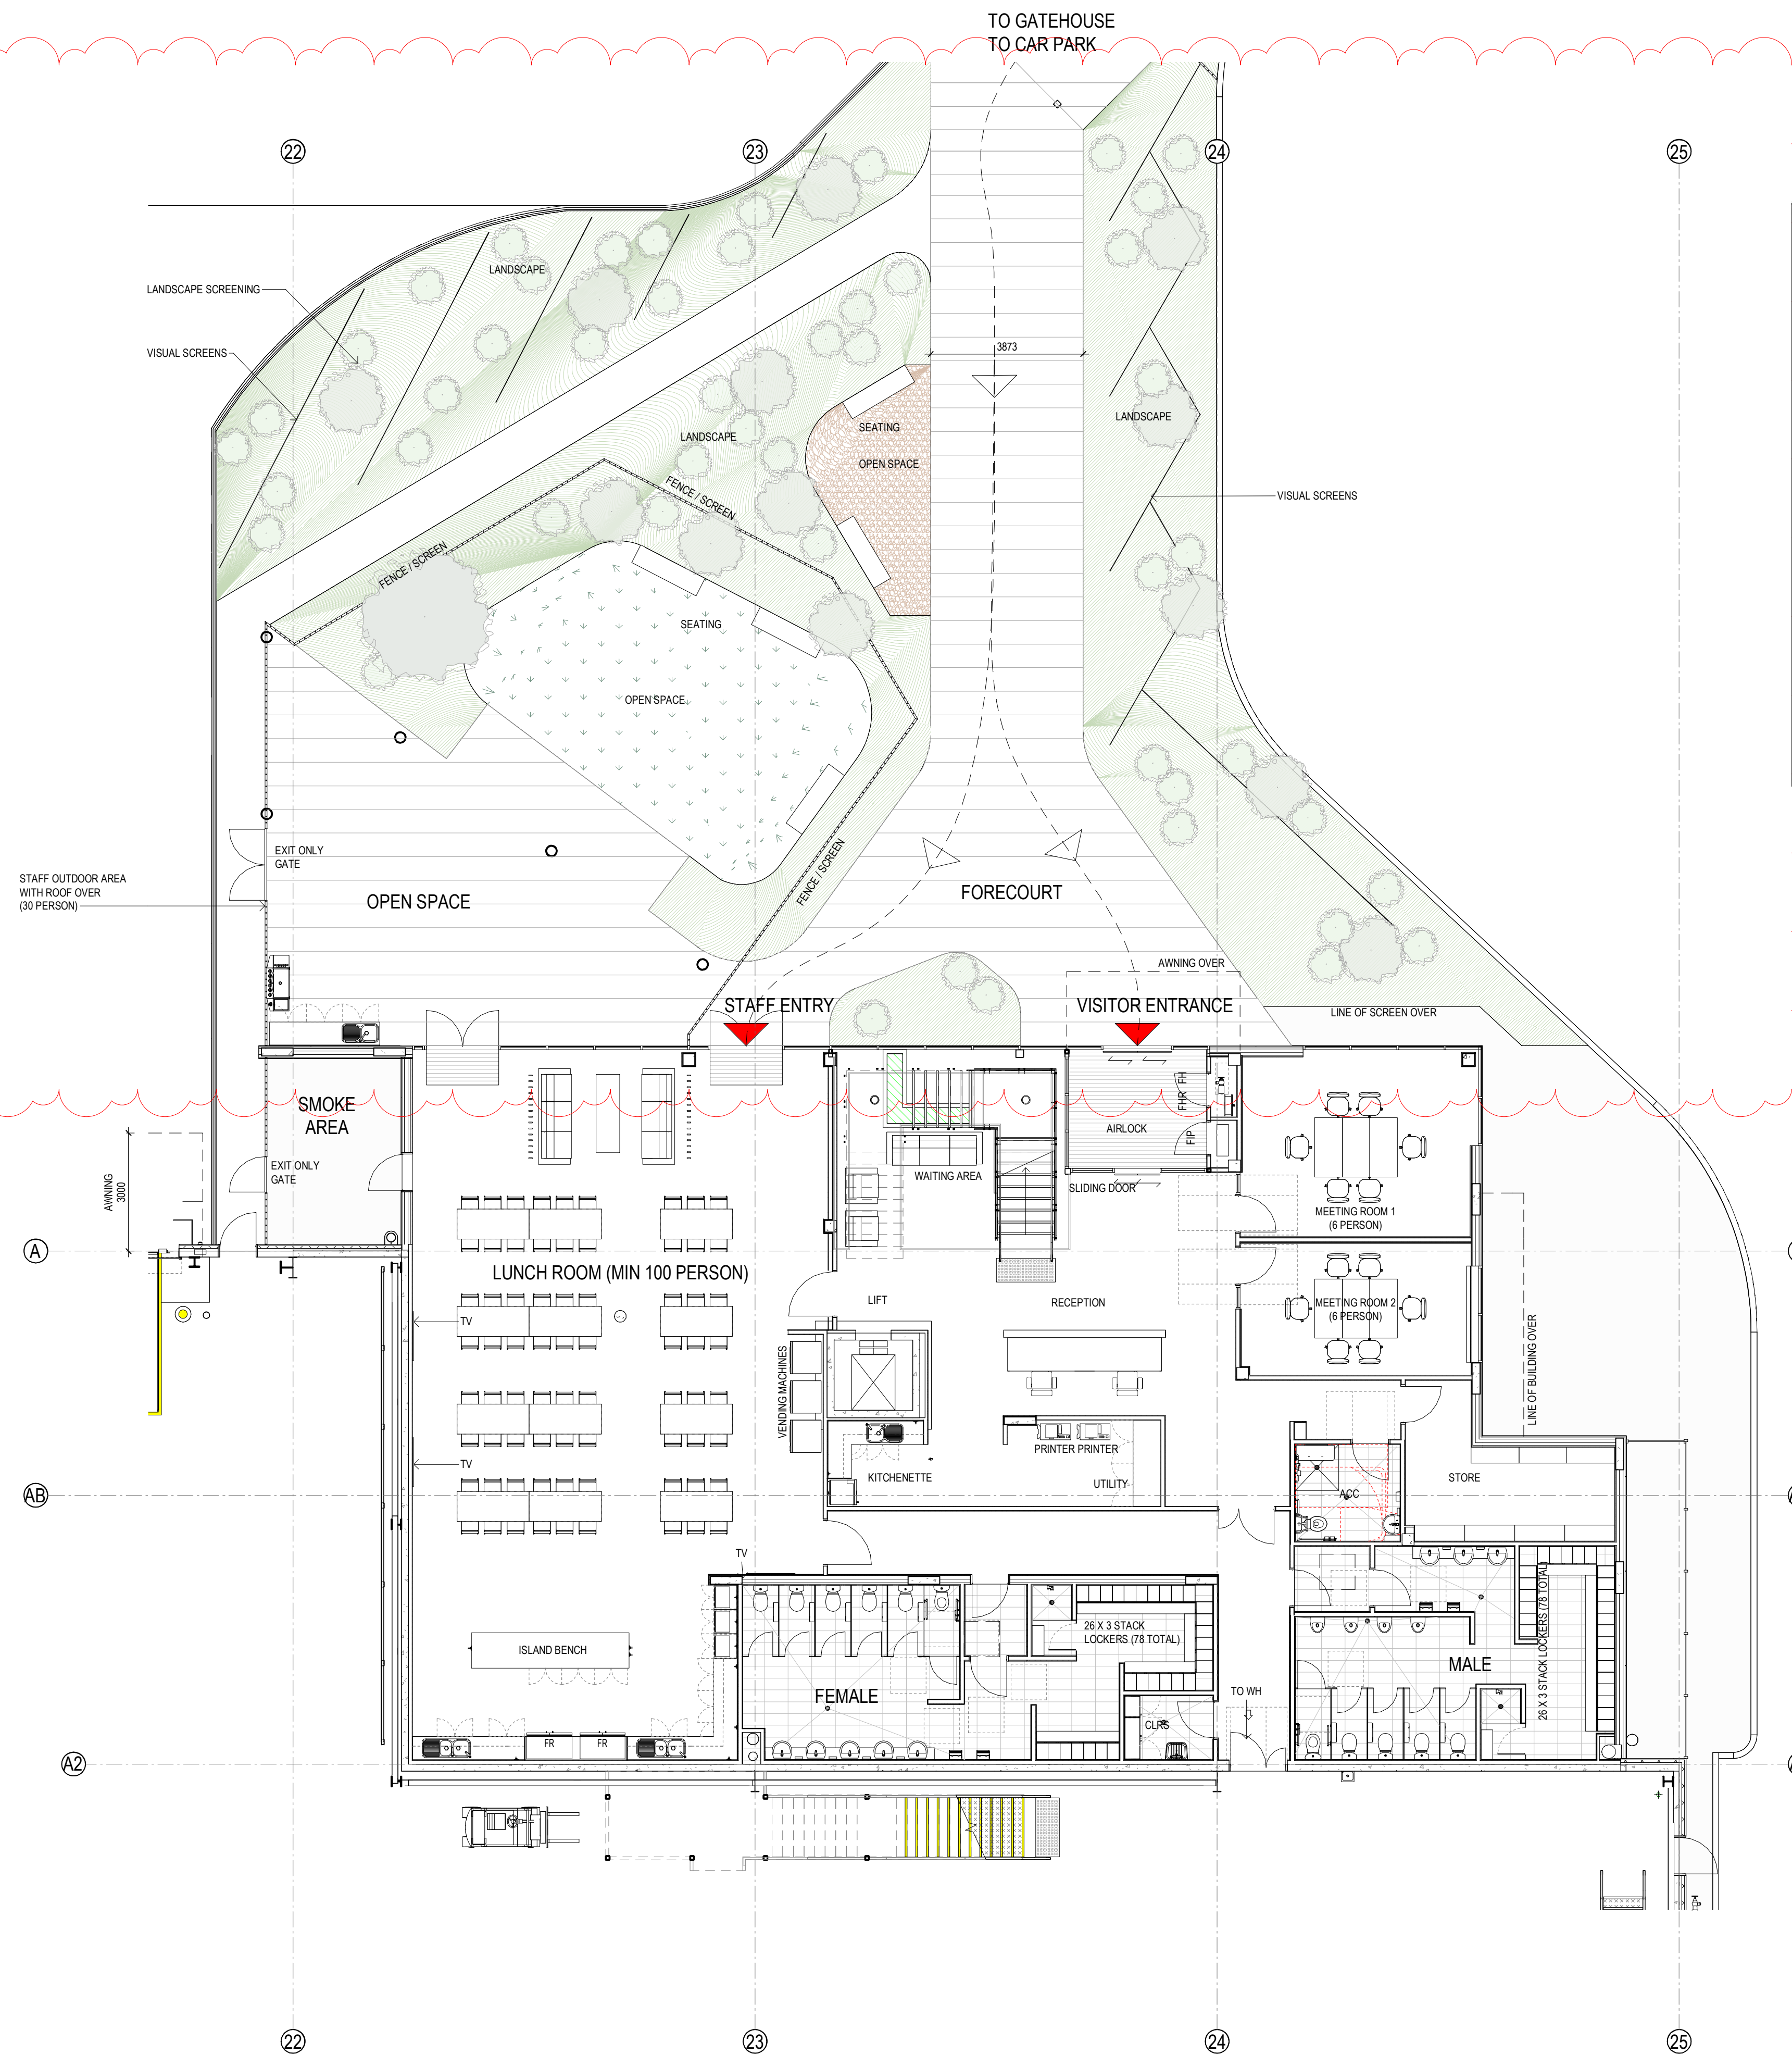 TO GATEHOUSE
TO CAR PARK
22
23
24
25
LANDSCAPE
LANDSCAPE SCREENING
VISUAL SCREENS
3873
LANDSCAPE
SEATING
LANDSCAPE
OPEN SPACE
FENCE / SCREEN
VISUAL SCREENS
FENCE / SCREEN
SEATING
OPEN SPACE
EXIT ONLY
GATE
STAFF OUTDOOR AREA
WITH ROOF OVER
(30 PERSON)
OPEN SPACE
FENCE / SCREEN
FORECOURT
AWNING OVER
STAFF ENTRY
VISITOR ENTRANCE
LINE OF SCREEN OVER
SMOKE
AREA
FHR FH
AIRLOCK
FIP
EXIT ONLY
GATE
WAITING AREA
SLIDING DOOR
AWNING
3000
MEETING ROOM 1
(6 PERSON)
A
LUNCH ROOM (MIN 100 PERSON)
LIFT
RECEPTION
MEETING ROOM 2
(6 PERSON)
TV
LINE OF BUILDING OVER
VENDING MACHINES
PRINTER PRINTER
TV
KITCHENETTE
UTILITY
STORE
AB
ACC
TV
26 X 3 STACK
LOCKERS (78 TOTAL)
26 X 3 STACK LOCKERS (78 TOTAL)
ISLAND BENCH
MALE
FEMALE
TO WH
CLRS
FR
FR
A2
22
23
24
25